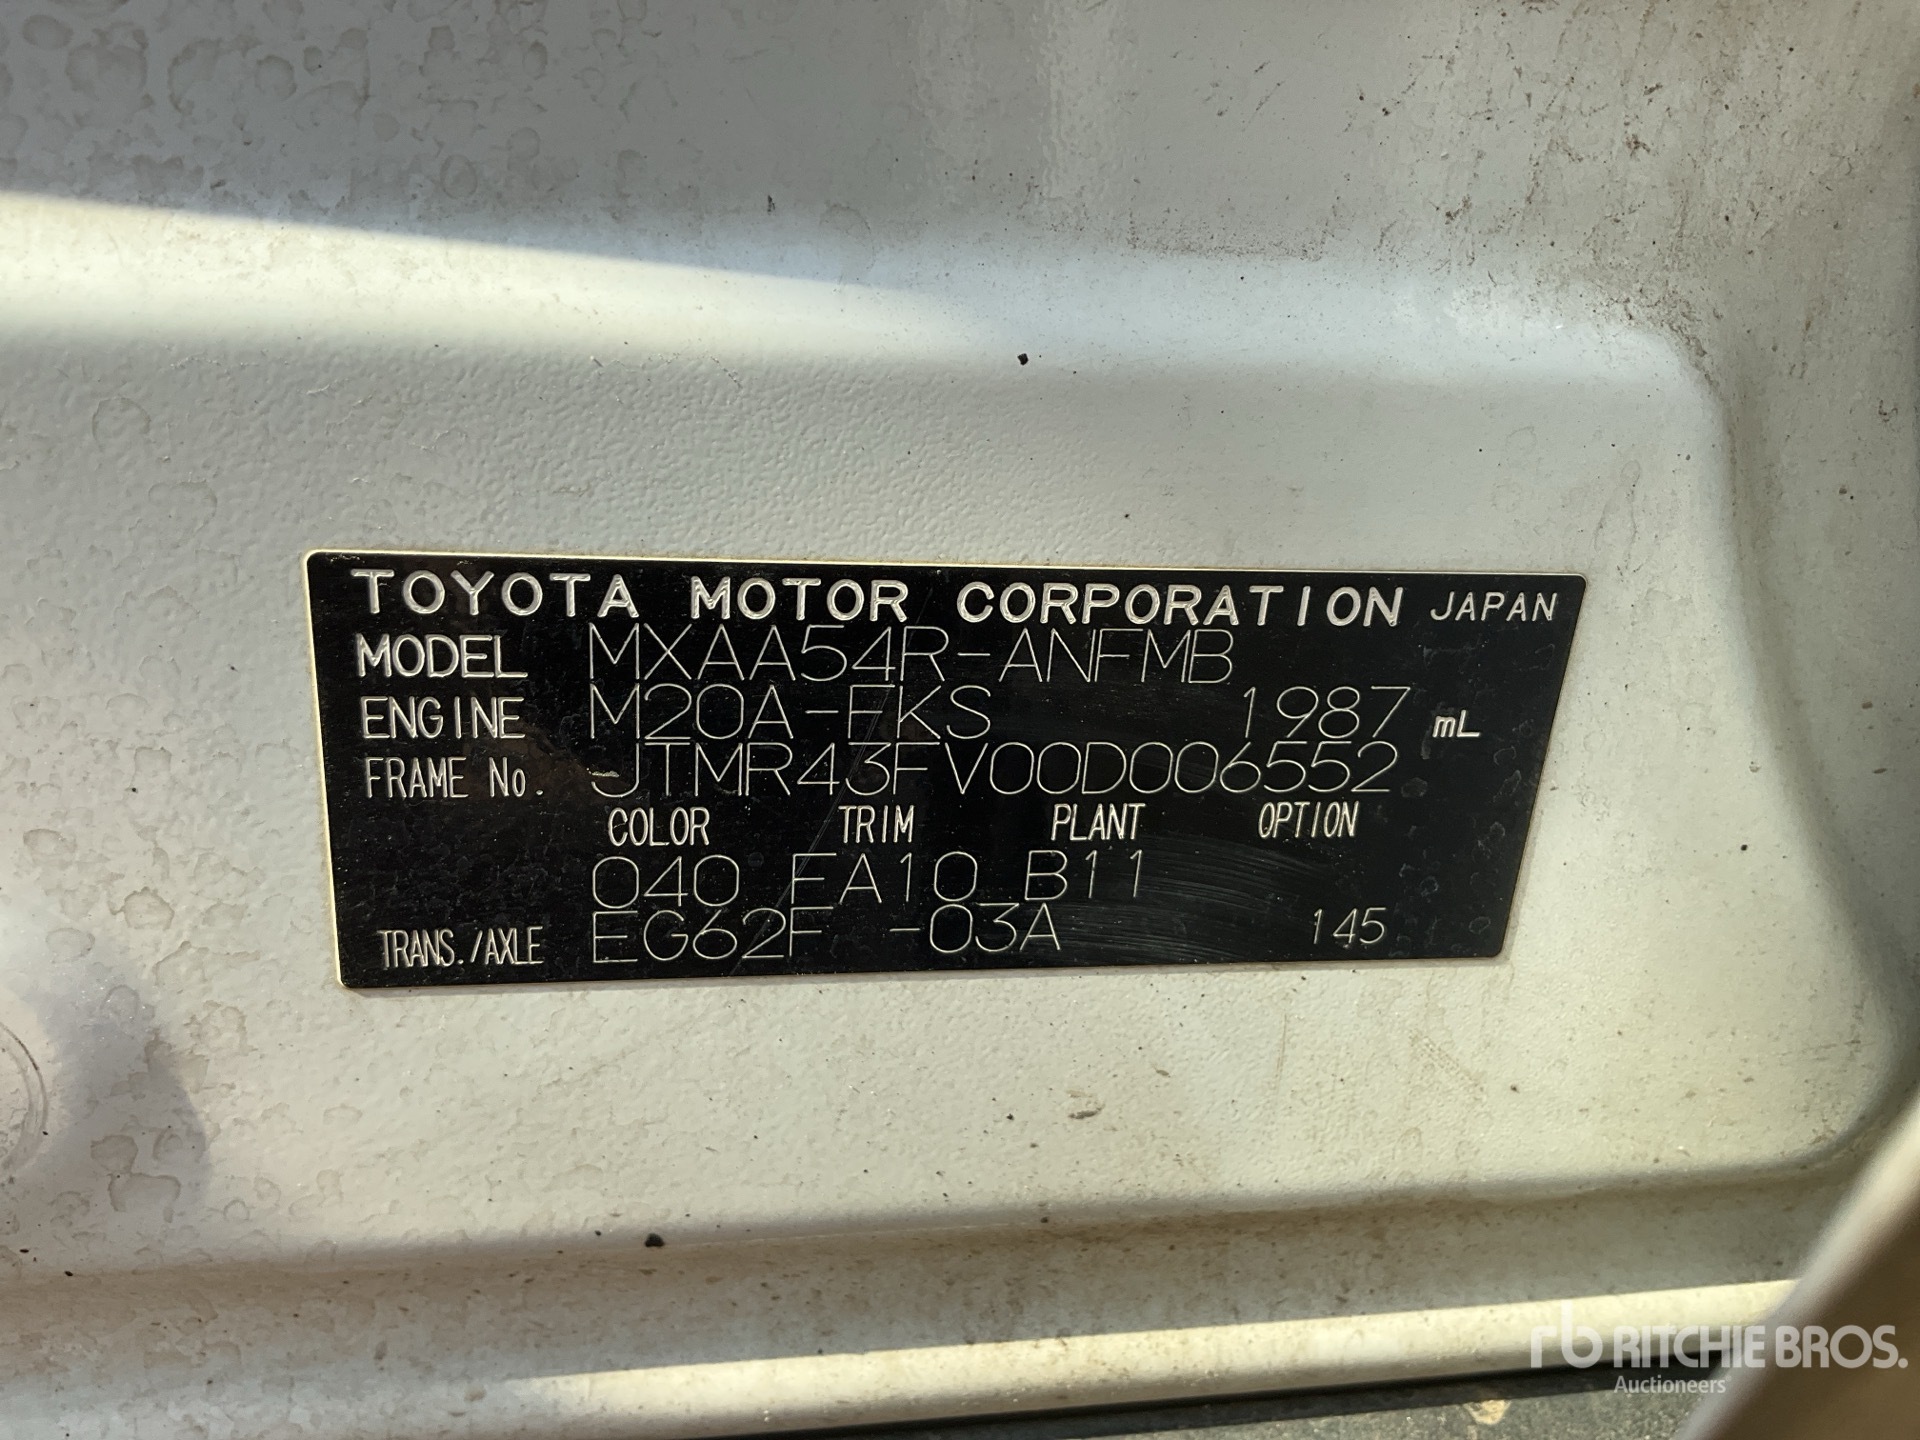 TOYOTA MOTOR CORPORATION JAPAN
MODEL MXAA54R-ANFMB
ENGINE M20A-FKS 1987 mL
FRAME No. JTMR43FV00D006552
COLOR TRIM PLANT OPTION
040 FA10 B11
TRANS./AXLE EG62F -03A 145
rb RITCHIE BROS.
Auctioneers